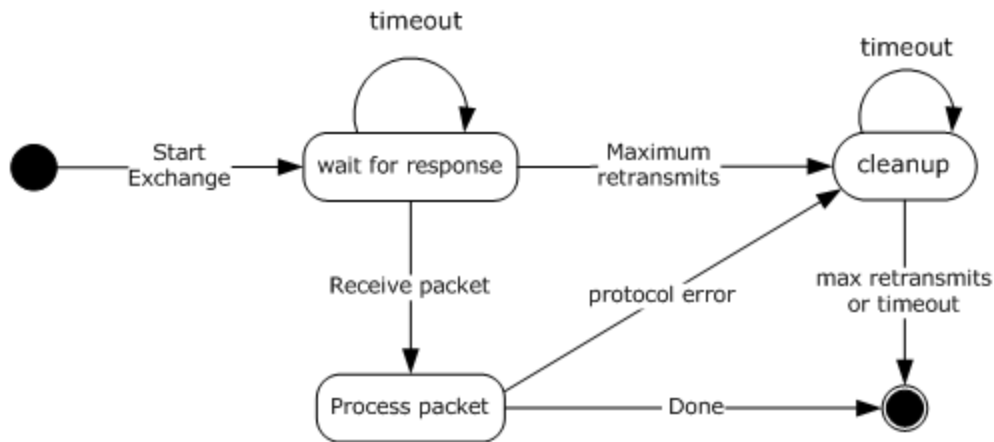 timeout
timeout
Start
Exchange
wait for response
Maximum
retransmits
cleanup
Receive packet
protocol error
max retransmits
or timeout
Process packet
Done